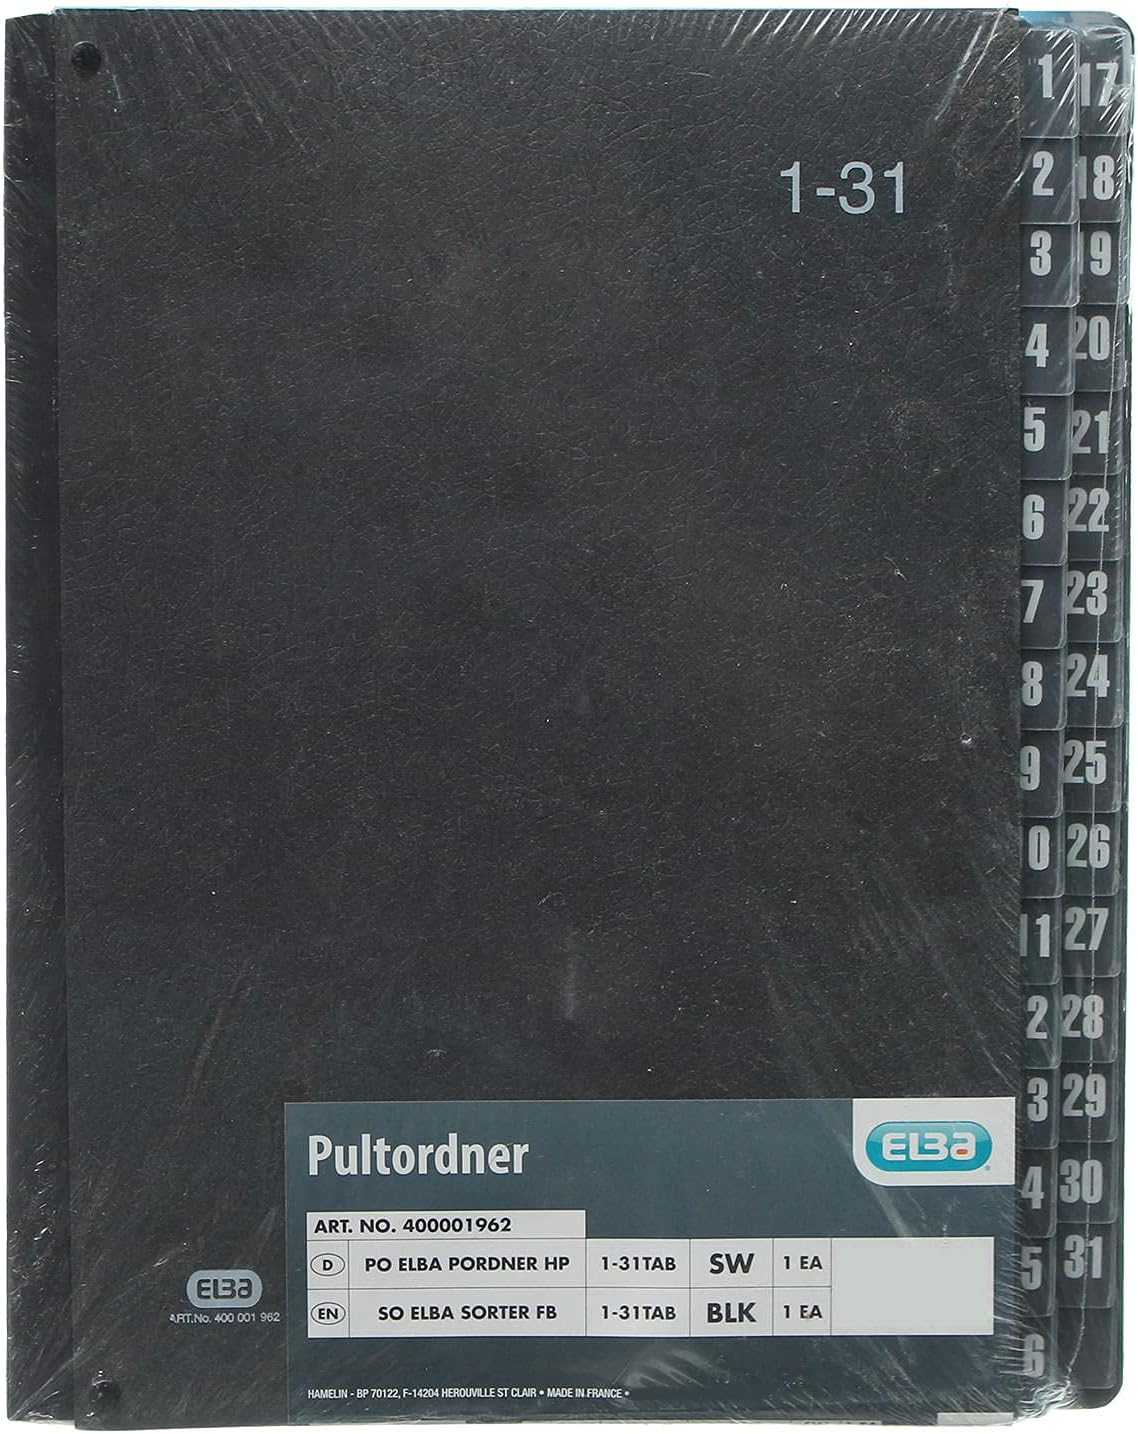 1-31
1 17
2 18
3 19
4 20
5 21
6 22
7 23
8 24
9 25
0 26
11 27
2 28
3 29
4 30
5 31
6
Pultordner
ELBA
ART. NO. 400001962
D PO ELBA PORDNER HP 1-31TAB SW 1 EA
EN SO ELBA SORTER FB 1-31TAB BLK 1 EA
HAMELIN - BP 70122, F-14204 HEROUVILLE ST CLAIR • MADE IN FRANCE •
ELBA
ART.No. 400 001 962